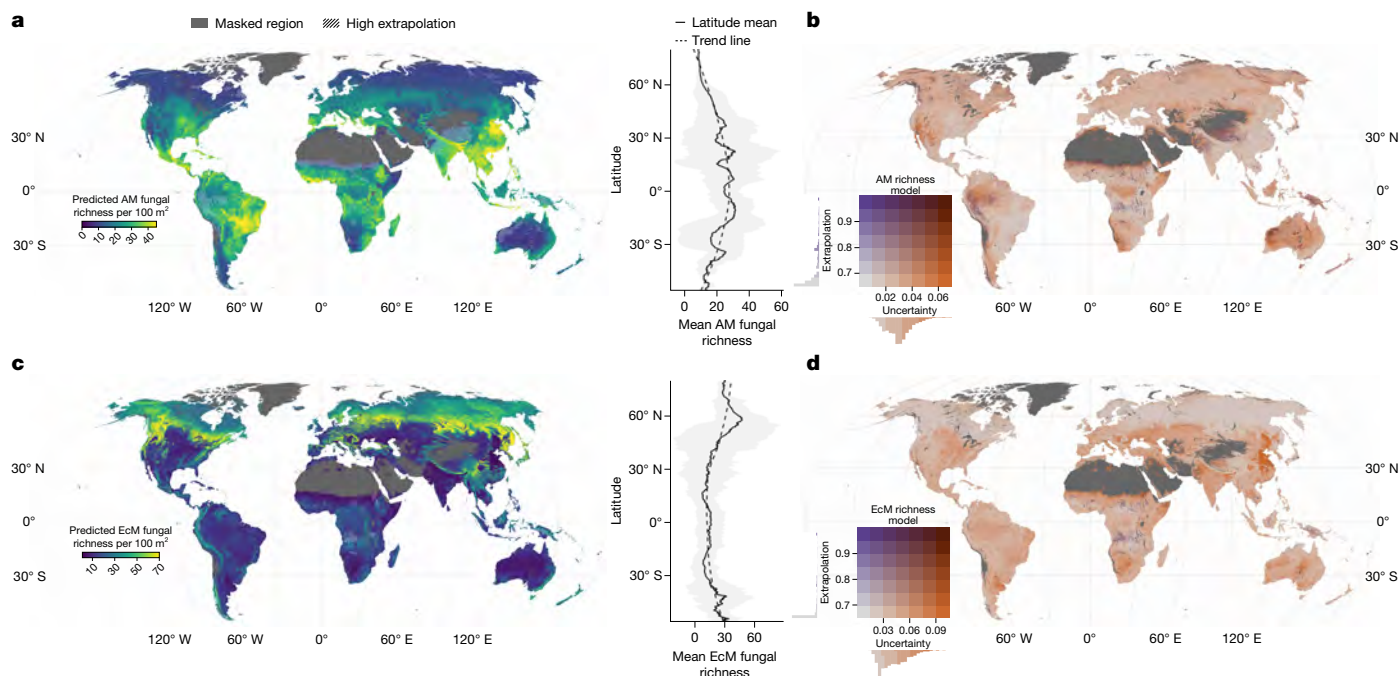 a
Masked region
High extrapolation
Latitude mean
Trend line
b
60° N
30° N
0°
30° S
Latitude
30° N
0°
30° S
30° N
0°
30° S
Predicted AM fungal
richness per 100 m²
0 10 20 30 40
AM richness
model
0.9
0.8
0.7
Extrapolation
0.02 0.04 0.06
Uncertainty
120° W 60° W 0° 60° E 120° E
0 20 40 60
Mean AM fungal
richness
60° W 0° 60° E 120° E
c
d
60° N
30° N
0°
30° S
Latitude
30° N
0°
30° S
30° N
0°
30° S
Predicted EcM fungal
richness per 100 m²
10 30 50 70
EcM richness
model
0.9
0.8
0.7
Extrapolation
0.03 0.06 0.09
Uncertainty
120° W 60° W 0° 60° E 120° E
0 30 60
Mean EcM fungal
richness
60° W 0° 60° E 120° E